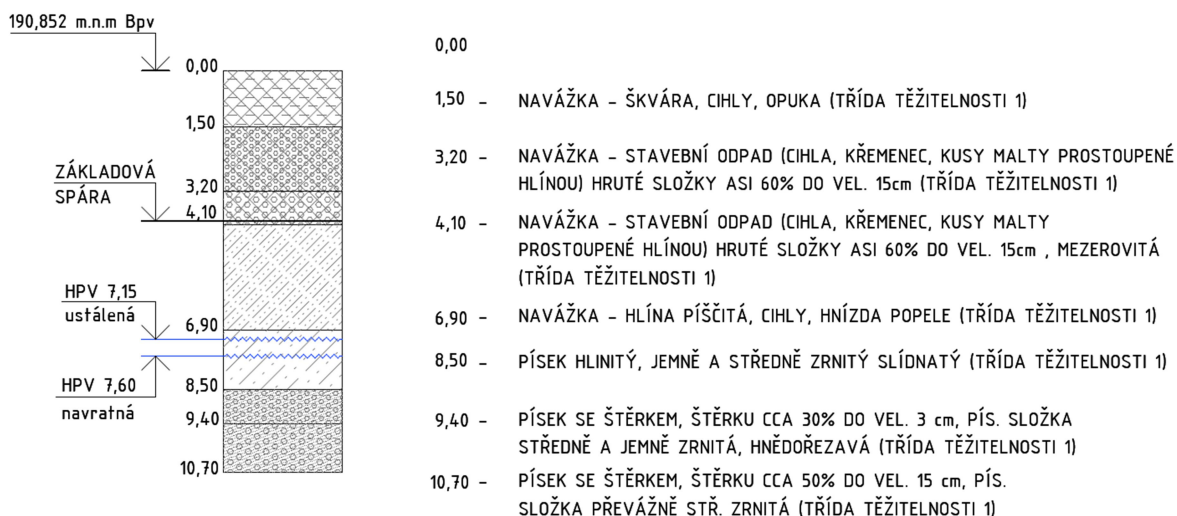 190,852 m.n.m Bpv
0,00
1,50
ZÁKLADOVÁ
SPÁRA
3,20
4,10
HPV 7,15
ustálená
6,90
HPV 7,60
navratná
8,50
9,40
10,70
0,00
1,50 – NAVÁŽKA – ŠKVÁRA, CIHLY, OPUKA (TŘÍDA TĚŽITELNOSTI 1)
3,20 – NAVÁŽKA – STAVEBNÍ ODPAD (CIHLA, KŘEMENEC, KUSY MALTY PROSTOUPENÉ
HLÍNOU) HRUTÉ SLOŽKY ASI 60% DO VEL. 15cm (TŘÍDA TĚŽITELNOSTI 1)
4,10 – NAVÁŽKA – STAVEBNÍ ODPAD (CIHLA, KŘEMENEC, KUSY MALTY
PROSTOUPENÉ HLÍNOU) HRUTÉ SLOŽKY ASI 60% DO VEL. 15cm , MEZEROVITÁ
(TŘÍDA TĚŽITELNOSTI 1)
6,90 – NAVÁŽKA – HLÍNA PÍŠČITÁ, CIHLY, HNÍZDA POPELE (TŘÍDA TĚŽITELNOSTI 1)
8,50 – PÍSEK HLINITÝ, JEMNĚ A STŘEDNĚ ZRNITÝ SLÍDNATÝ (TŘÍDA TĚŽITELNOSTI 1)
9,40 – PÍSEK SE ŠTĚRKEM, ŠTĚRKU CCA 30% DO VEL. 3 cm, PÍS. SLOŽKA
STŘEDNĚ A JEMNĚ ZRNITÁ, HNĚDOŘEZAVÁ (TŘÍDA TĚŽITELNOSTI 1)
10,70 – PÍSEK SE ŠTĚRKEM, ŠTĚRKU CCA 50% DO VEL. 15 cm, PÍS.
SLOŽKA PŘEVÁŽNĚ STŘ. ZRNITÁ (TŘÍDA TĚŽITELNOSTI 1)